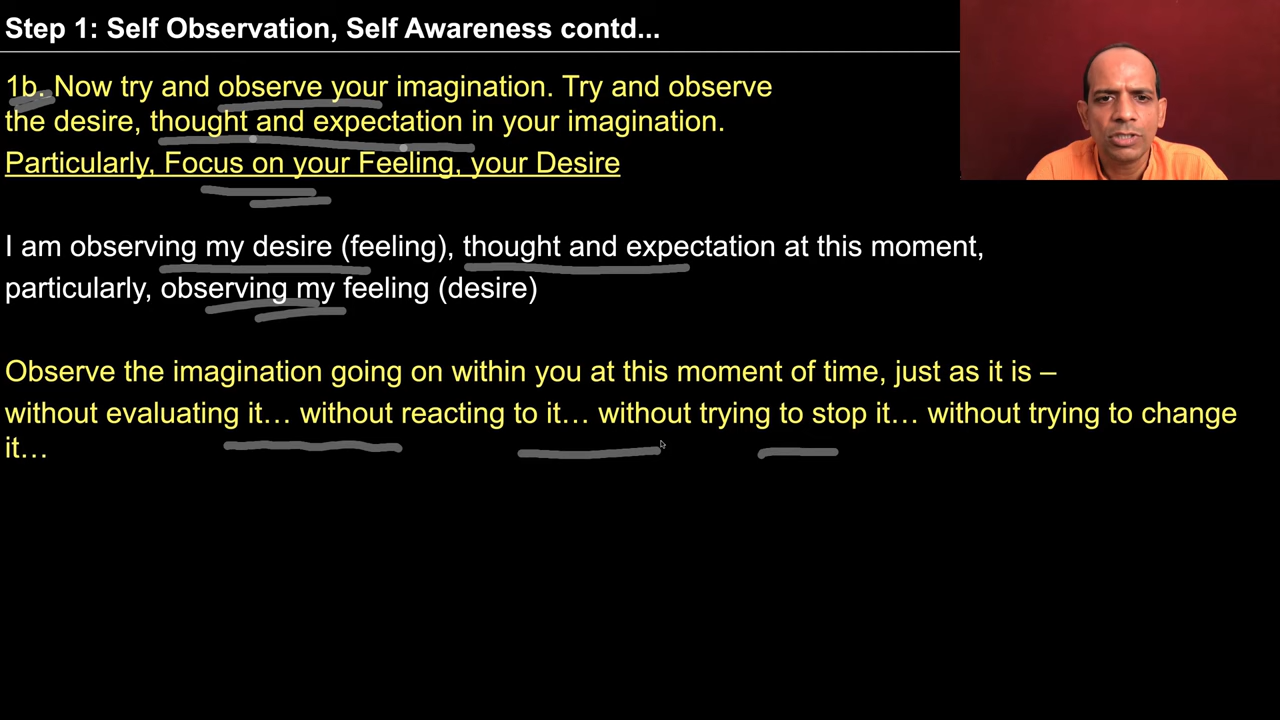 Step 1: Self Observation, Self Awareness contd...
1b. Now try and observe your imagination. Try and observe
the desire, thought and expectation in your imagination.
Particularly, Focus on your Feeling, your Desire
I am observing my desire (feeling), thought and expectation at this moment,
particularly, observing my feeling (desire)
Observe the imagination going on within you at this moment of time, just as it is –
without evaluating it… without reacting to it… without trying to stop it… without trying to change
it…